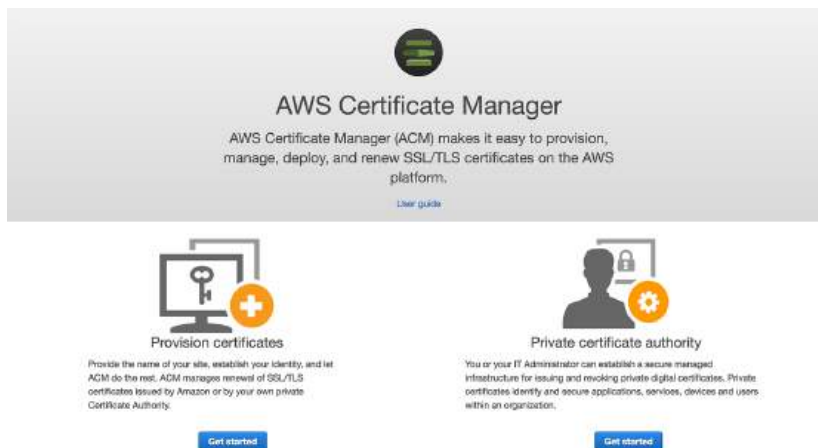 AWS Certificate Manager
AWS Certificate Manager (ACM) makes it easy to provision,
manage, deploy, and renew SSL/TLS certificates on the AWS
platform.
User guide
Provision certificates
Provide the name of your site, establish your identity, and let
ACM do the rest. ACM manages renewal of SSL/TLS
certificates issued by Amazon or by your own private
Certificate Authority.
Get started
Private certificate authority
You or your IT Administrator can establish a secure managed
infrastructure for issuing and revoking private digital certificates. Private
certificates identify and secure applications, services, devices and users
within an organization.
Get started